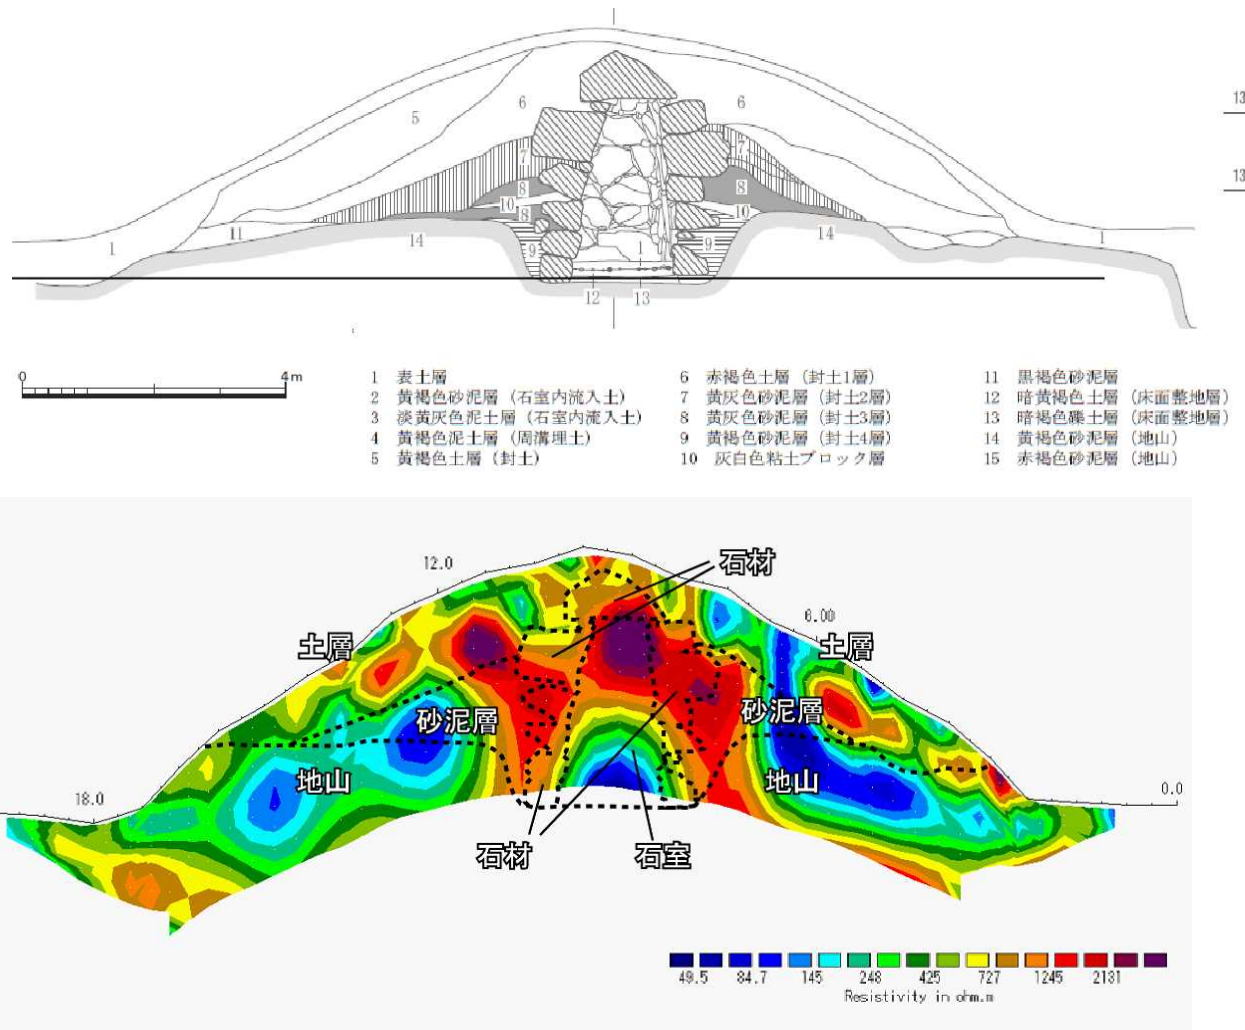 6
6
5
7
7
8
8
10
8
10
9
9
11
14
14
1
1
1
12
13
13
13
0 4m
1 表土層
2 黄褐色砂泥層（石室内流入土）
3 淡黄灰色泥土層（石室内流入土）
4 黄褐色泥土層（周溝埋土）
5 黄褐色土層（封土）
6 赤褐色土層（封土1層）
7 黄灰色砂泥層（封土2層）
8 黄灰色砂泥層（封土3層）
9 黄褐色砂泥層（封土4層）
10 灰白色粘土ブロック層
11 黒褐色砂泥層
12 暗黄褐色土層（床面整地層）
13 暗褐色礫土層（床面整地層）
14 黄褐色砂泥層（地山）
15 赤褐色砂泥層（地山）
12.0
石材
6.00
土層
土層
砂泥層
砂泥層
地山
地山
18.0
0.0
石材
石室
49.5 84.7 145 248 425 727 1245 2131
Resistivity in ohm.m